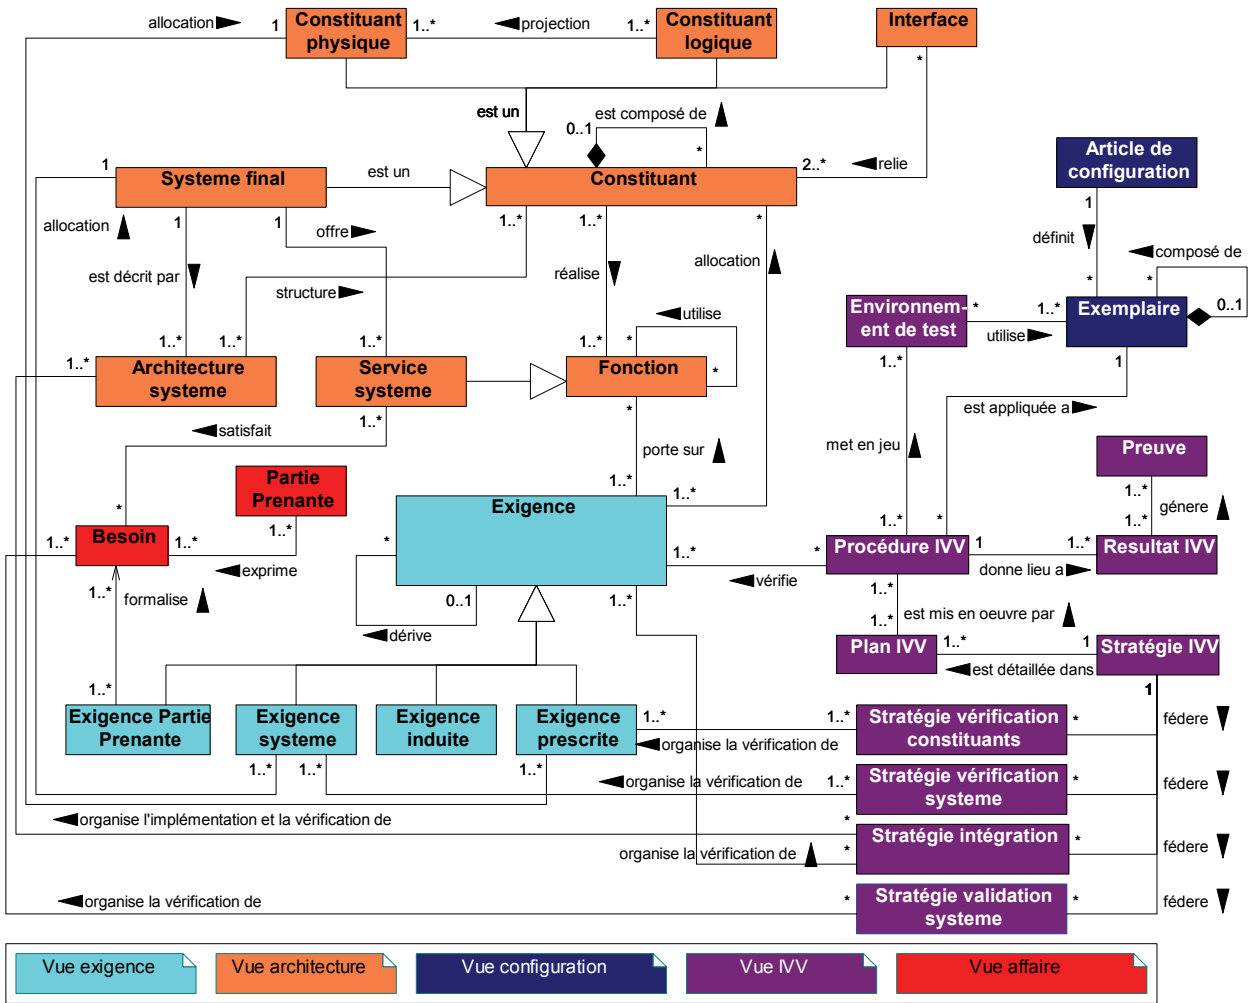 allocation
1
Constituant
physique
1..*
projection
1..*
Constituant
logique
Interface
*
est un
est composé de
0..1
*
2..*
relie
Article de
configuration
1
Systeme final
est un
Constituant
1
définit
*
allocation
1
1
offre
1..*
1..*
*
est décrit par
structure
réalise
allocation
composé de
*
0..1
Environnem-
ent de test
*
1..*
utilise
Exemplaire
utilise
*
*
1..*
1..*
1..*
1..*
1..*
Architecture
systeme
Service
systeme
Fonction
1..*
1
1..*
*
satisfait
est appliquée a
porte sur
met en jeu
Partie
Prenante
Preuve
1..*
génere
1..*
*
1..*
1..*
1..*
Exigence
1..*
*
1..*
Besoin
1..*
1..*
exprime
*
1..*
*
Procédure IVV
1
1..*
Resultat IVV
donne lieu a
vérifie
1..*
formalise
0..1
1..*
dérive
1..*
est mis en oeuvre par
1..*
Plan IVV
1..*
1
Stratégie IVV
est détaillée dans
1
1..*
Exigence Partie
Prenante
Exigence
systeme
Exigence
induite
Exigence
prescrite
1..*
1..*
Stratégie vérification
constituants
*
fédere
organise la vérification de
1..*
1..*
1..*
organise la vérification de
1..*
Stratégie vérification
systeme
*
fédere
organise l'implémentation et la vérification de
*
Stratégie intégration
*
fédere
organise la vérification de
*
organise la vérification de
*
Stratégie validation
systeme
*
fédere
Vue exigence
Vue architecture
Vue configuration
Vue IVV
Vue affaire